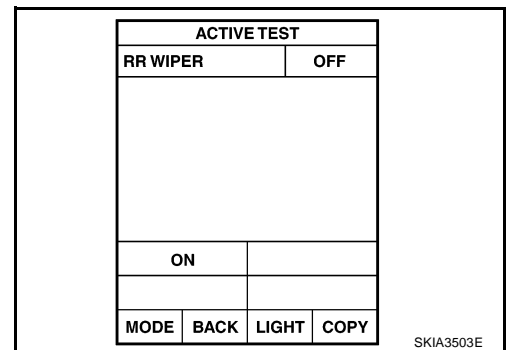 ACTIVE TEST
RR WIPER OFF
ON
MODE BACK LIGHT COPY
SKIA3503E